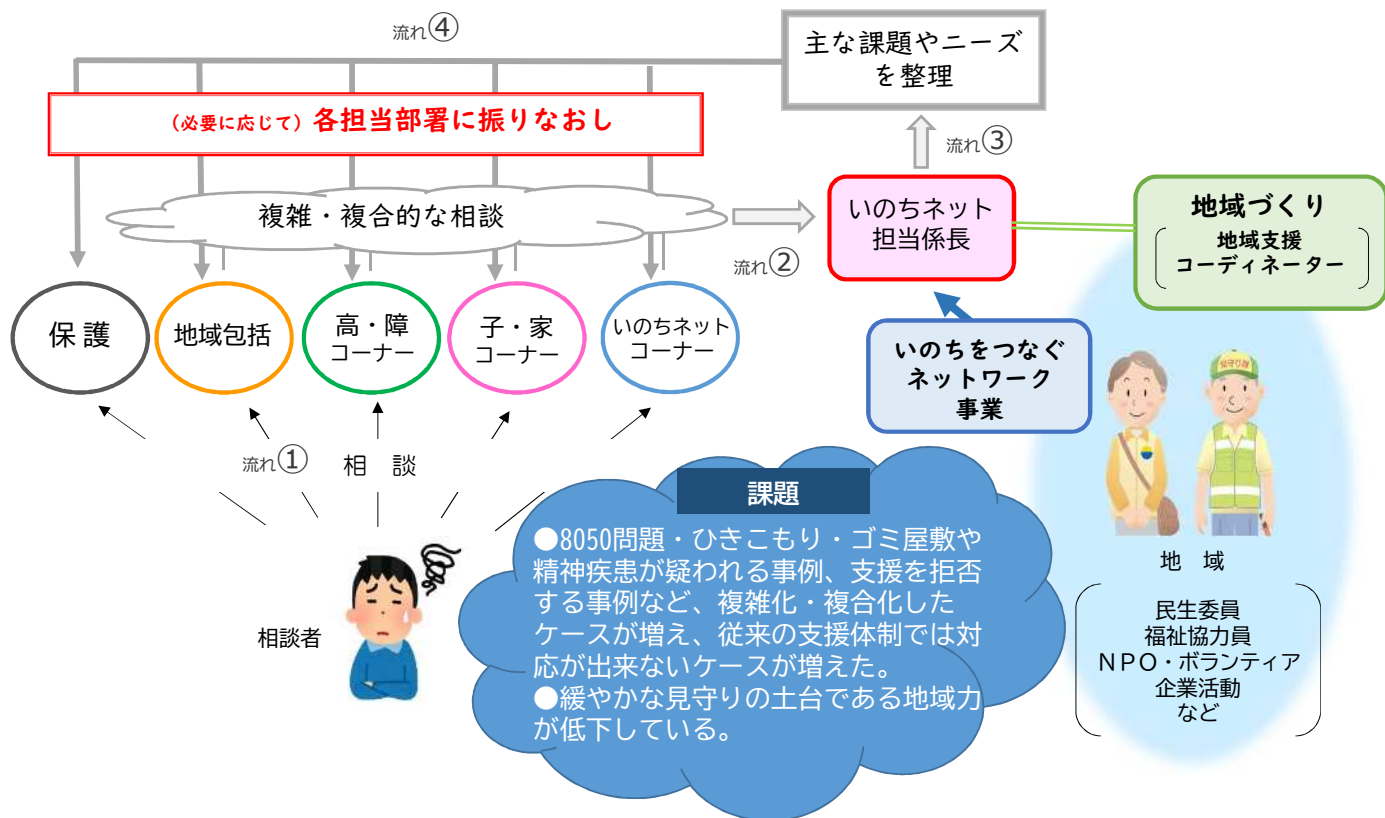 流れ④
主な課題やニーズ
を整理
（必要に応じて）各担当部署に振りなおし
流れ③
複雑・複合的な相談
流れ②
いのちネット
担当係長
地域づくり
地域支援
コーディネーター
保護
地域包括
高・障
コーナー
子・家
コーナー
いのちネット
コーナー
いのちをつなぐ
ネットワーク
事業
見守り隊
流れ①
相 談
相談者
課題
●8050問題・ひきこもり・ゴミ屋敷や
精神疾患が疑われる事例、支援を拒否
する事例など、複雑化・複合化した
ケースが増え、従来の支援体制では対
応が出来ないケースが増えた。
●緩やかな見守りの土台である地域力
が低下している。
地 域
民生委員
福祉協力員
ＮＰＯ・ボランティア
企業活動
など